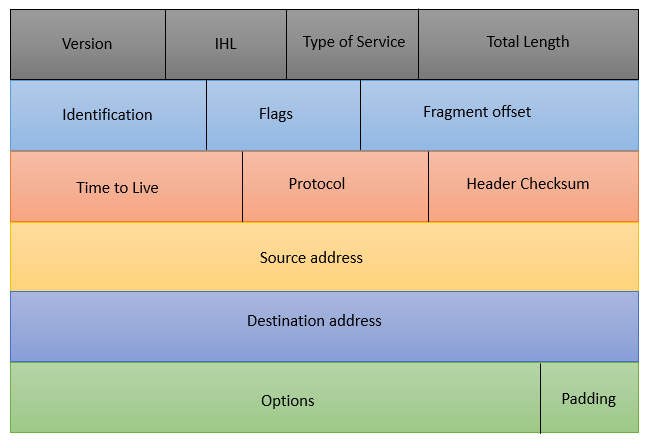 Version IHL Type of Service Total Length
Identification Flags Fragment offset
Time to Live Protocol Header Checksum
Source address
Destination address
Options Padding